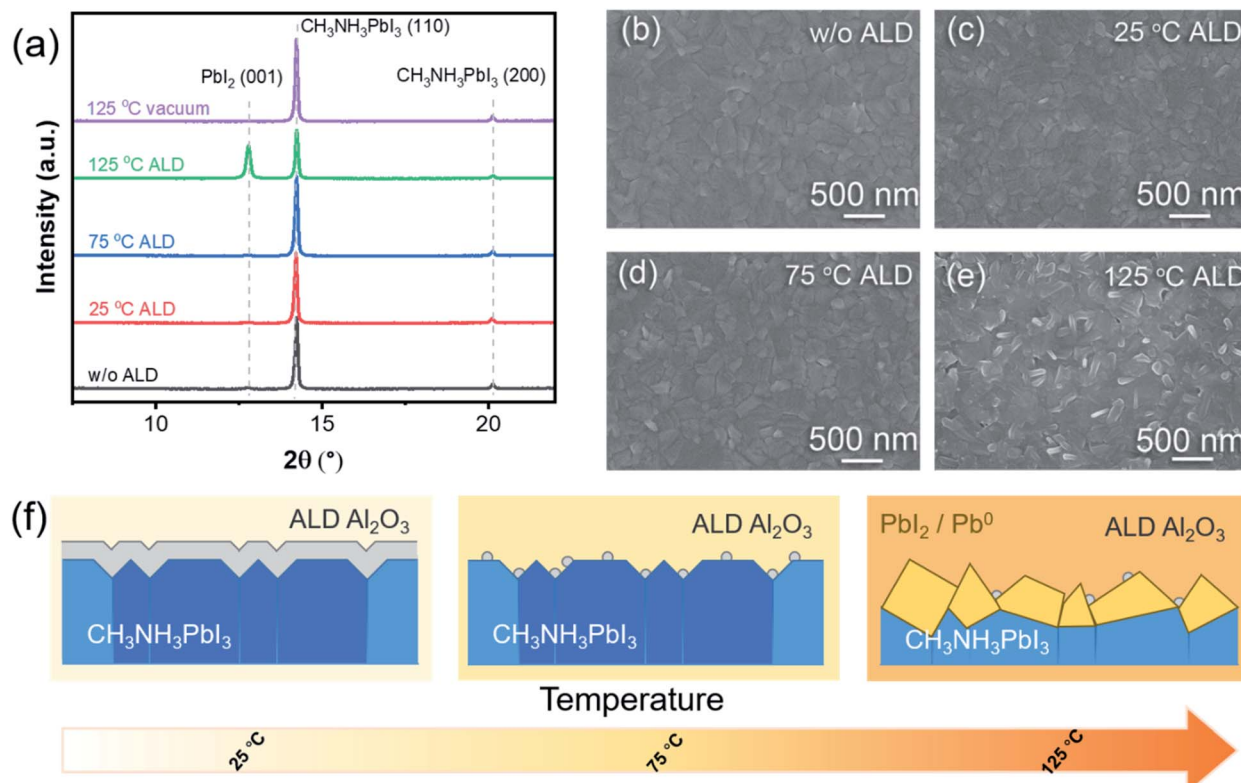 (a)
CH₃NH₃PbI₃ (110)
PbI₂ (001)
CH₃NH₃PbI₃ (200)
125 °C vacuum
125 °C ALD
75 °C ALD
25 °C ALD
w/o ALD
Intensity (a.u.)
10 15 20
2θ (°)
(b) w/o ALD
500 nm
(c) 25 °C ALD
500 nm
(d) 75 °C ALD
500 nm
(e) 125 °C ALD
500 nm
(f)
ALD Al₂O₃
CH₃NH₃PbI₃
ALD Al₂O₃
CH₃NH₃PbI₃
PbI₂ / Pb⁰ ALD Al₂O₃
CH₃NH₃PbI₃
Temperature
25 °C 75 °C 125 °C